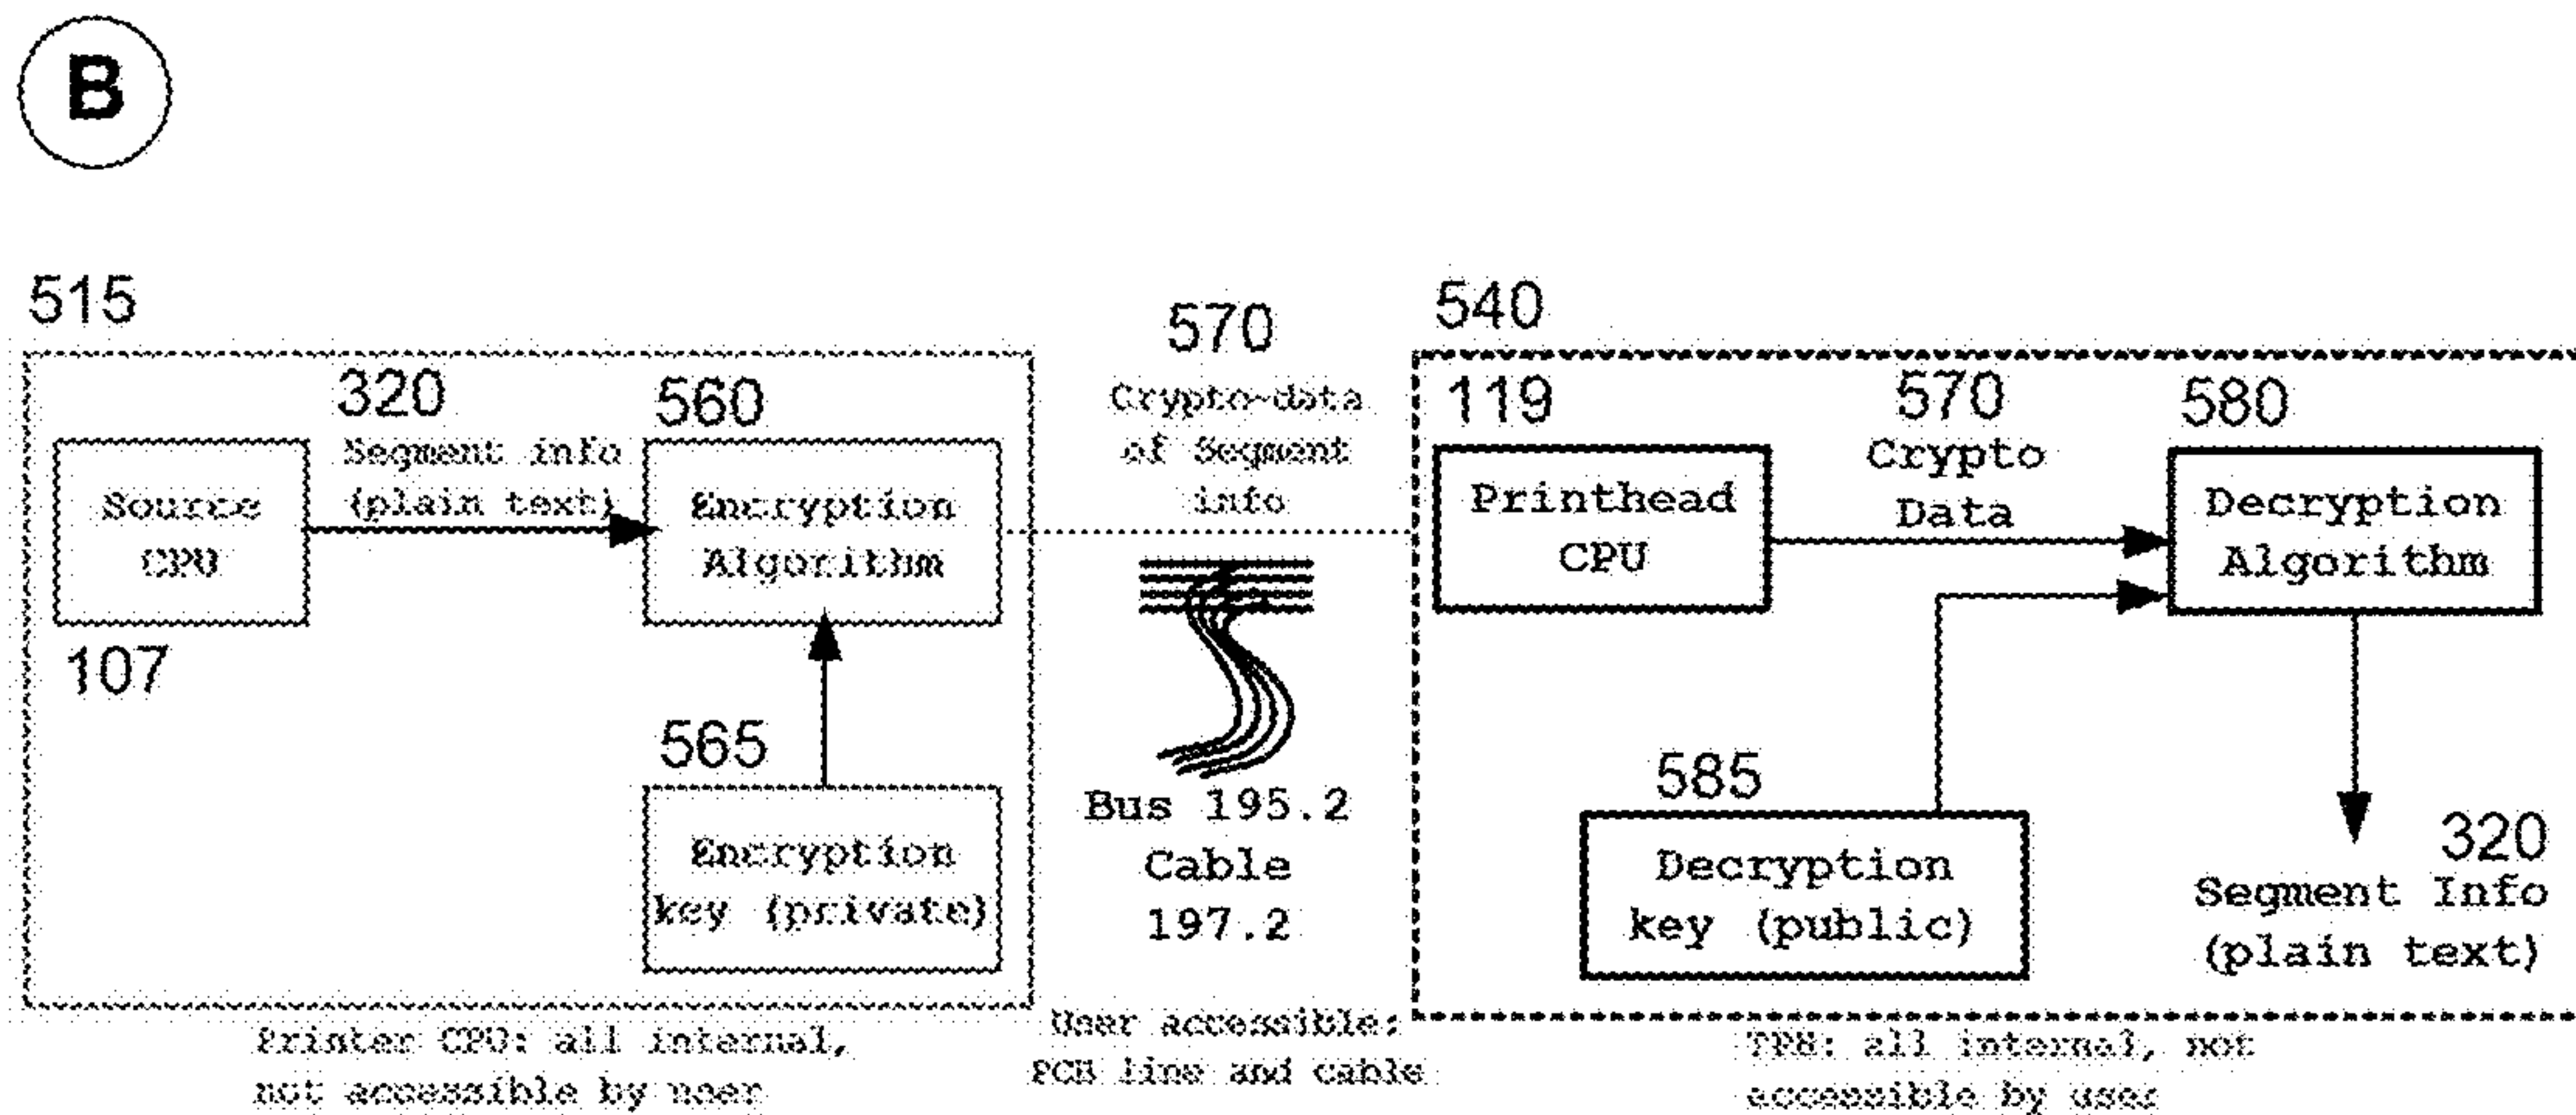 B
515
320
Segment info
(plain text)
560
Source
CPU
107
Encryption
Algorithm
565
Encryption
key (private)
Printer CPU: all internal,
not accessible by user
570
Crypto-data
of Segment
info
Bus 195.2
Cable
197.2
User accessible:
PCB line and cable
540
119
Printhead
CPU
570
Crypto
Data
580
Decryption
Algorithm
585
Decryption
key (public)
320
Segment Info
(plain text)
TPH: all internal, not
accessible by user